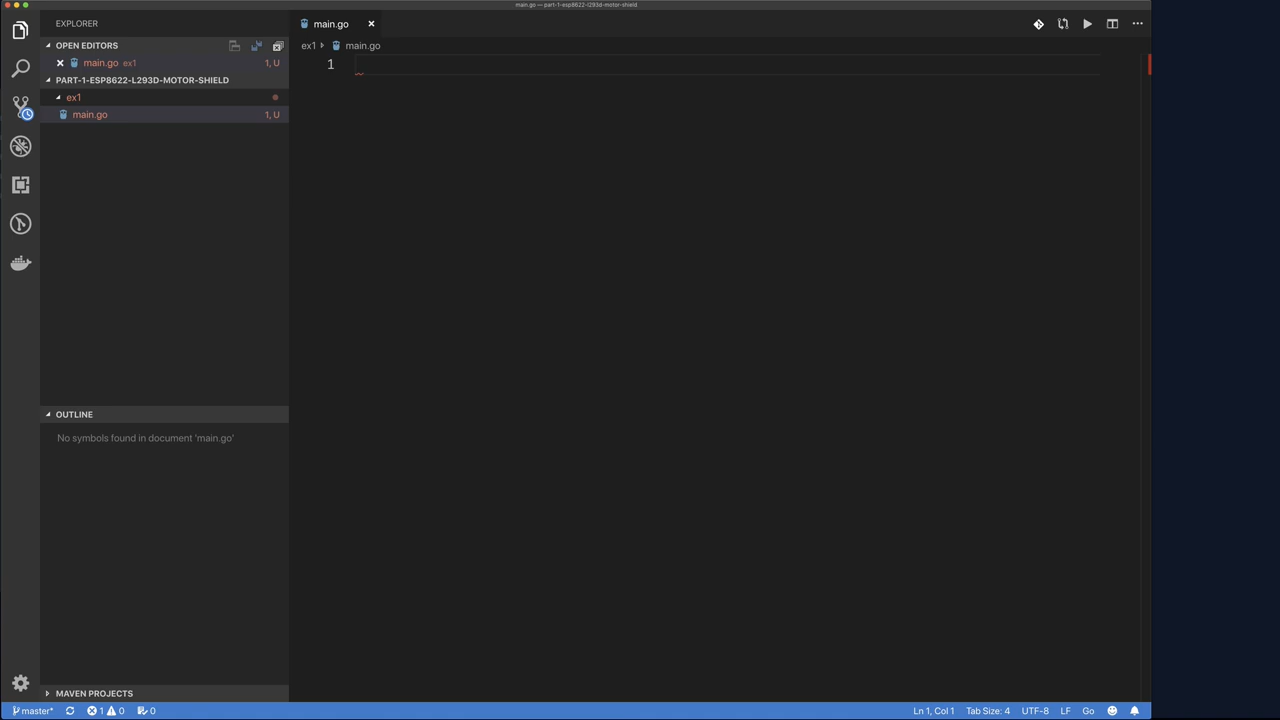 main.go — part-1-esp8622-l293d-motor-shield
EXPLORER
OPEN EDITORS
main.go ex1 1, U
PART-1-ESP8622-L293D-MOTOR-SHIELD
ex1
main.go 1, U
OUTLINE
No symbols found in document 'main.go'
MAVEN PROJECTS
main.go
ex1 main.go
1
master* 1 0 0
Ln 1, Col 1 Tab Size: 4 UTF-8 LF Go